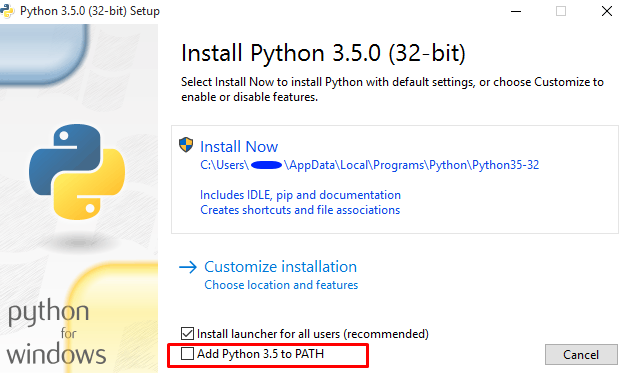 Python 3.5.0 (32-bit) Setup
Install Python 3.5.0 (32-bit)
Select Install Now to install Python with default settings, or choose Customize to
enable or disable features.
Install Now
C:\Users\ \AppData\Local\Programs\Python\Python35-32
Includes IDLE, pip and documentation
Creates shortcuts and file associations
Customize installation
Choose location and features
python
for
windows
Install launcher for all users (recommended)
Add Python 3.5 to PATH
Cancel